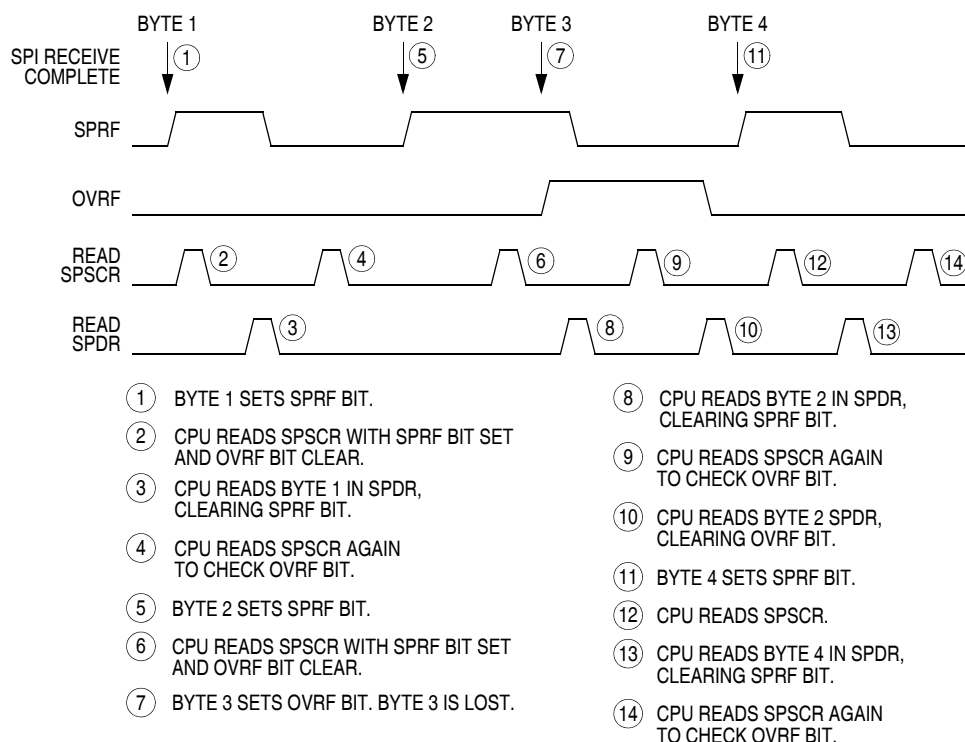 BYTE 1 BYTE 2 BYTE 3 BYTE 4
SPI RECEIVE
COMPLETE
1 5 7 11
SPRF
OVRF
READ
SPSCR
2 4 6 9 12 14
READ
SPDR
3 8 10 13
1 BYTE 1 SETS SPRF BIT.
2 CPU READS SPSCR WITH SPRF BIT SET
AND OVRF BIT CLEAR.
3 CPU READS BYTE 1 IN SPDR,
CLEARING SPRF BIT.
4 CPU READS SPSCR AGAIN
TO CHECK OVRF BIT.
5 BYTE 2 SETS SPRF BIT.
6 CPU READS SPSCR WITH SPRF BIT SET
AND OVRF BIT CLEAR.
7 BYTE 3 SETS OVRF BIT. BYTE 3 IS LOST.
8 CPU READS BYTE 2 IN SPDR,
CLEARING SPRF BIT.
9 CPU READS SPSCR AGAIN
TO CHECK OVRF BIT.
10 CPU READS BYTE 2 SPDR,
CLEARING OVRF BIT.
11 BYTE 4 SETS SPRF BIT.
12 CPU READS SPSCR.
13 CPU READS BYTE 4 IN SPDR,
CLEARING SPRF BIT.
14 CPU READS SPSCR AGAIN
TO CHECK OVRF BIT.